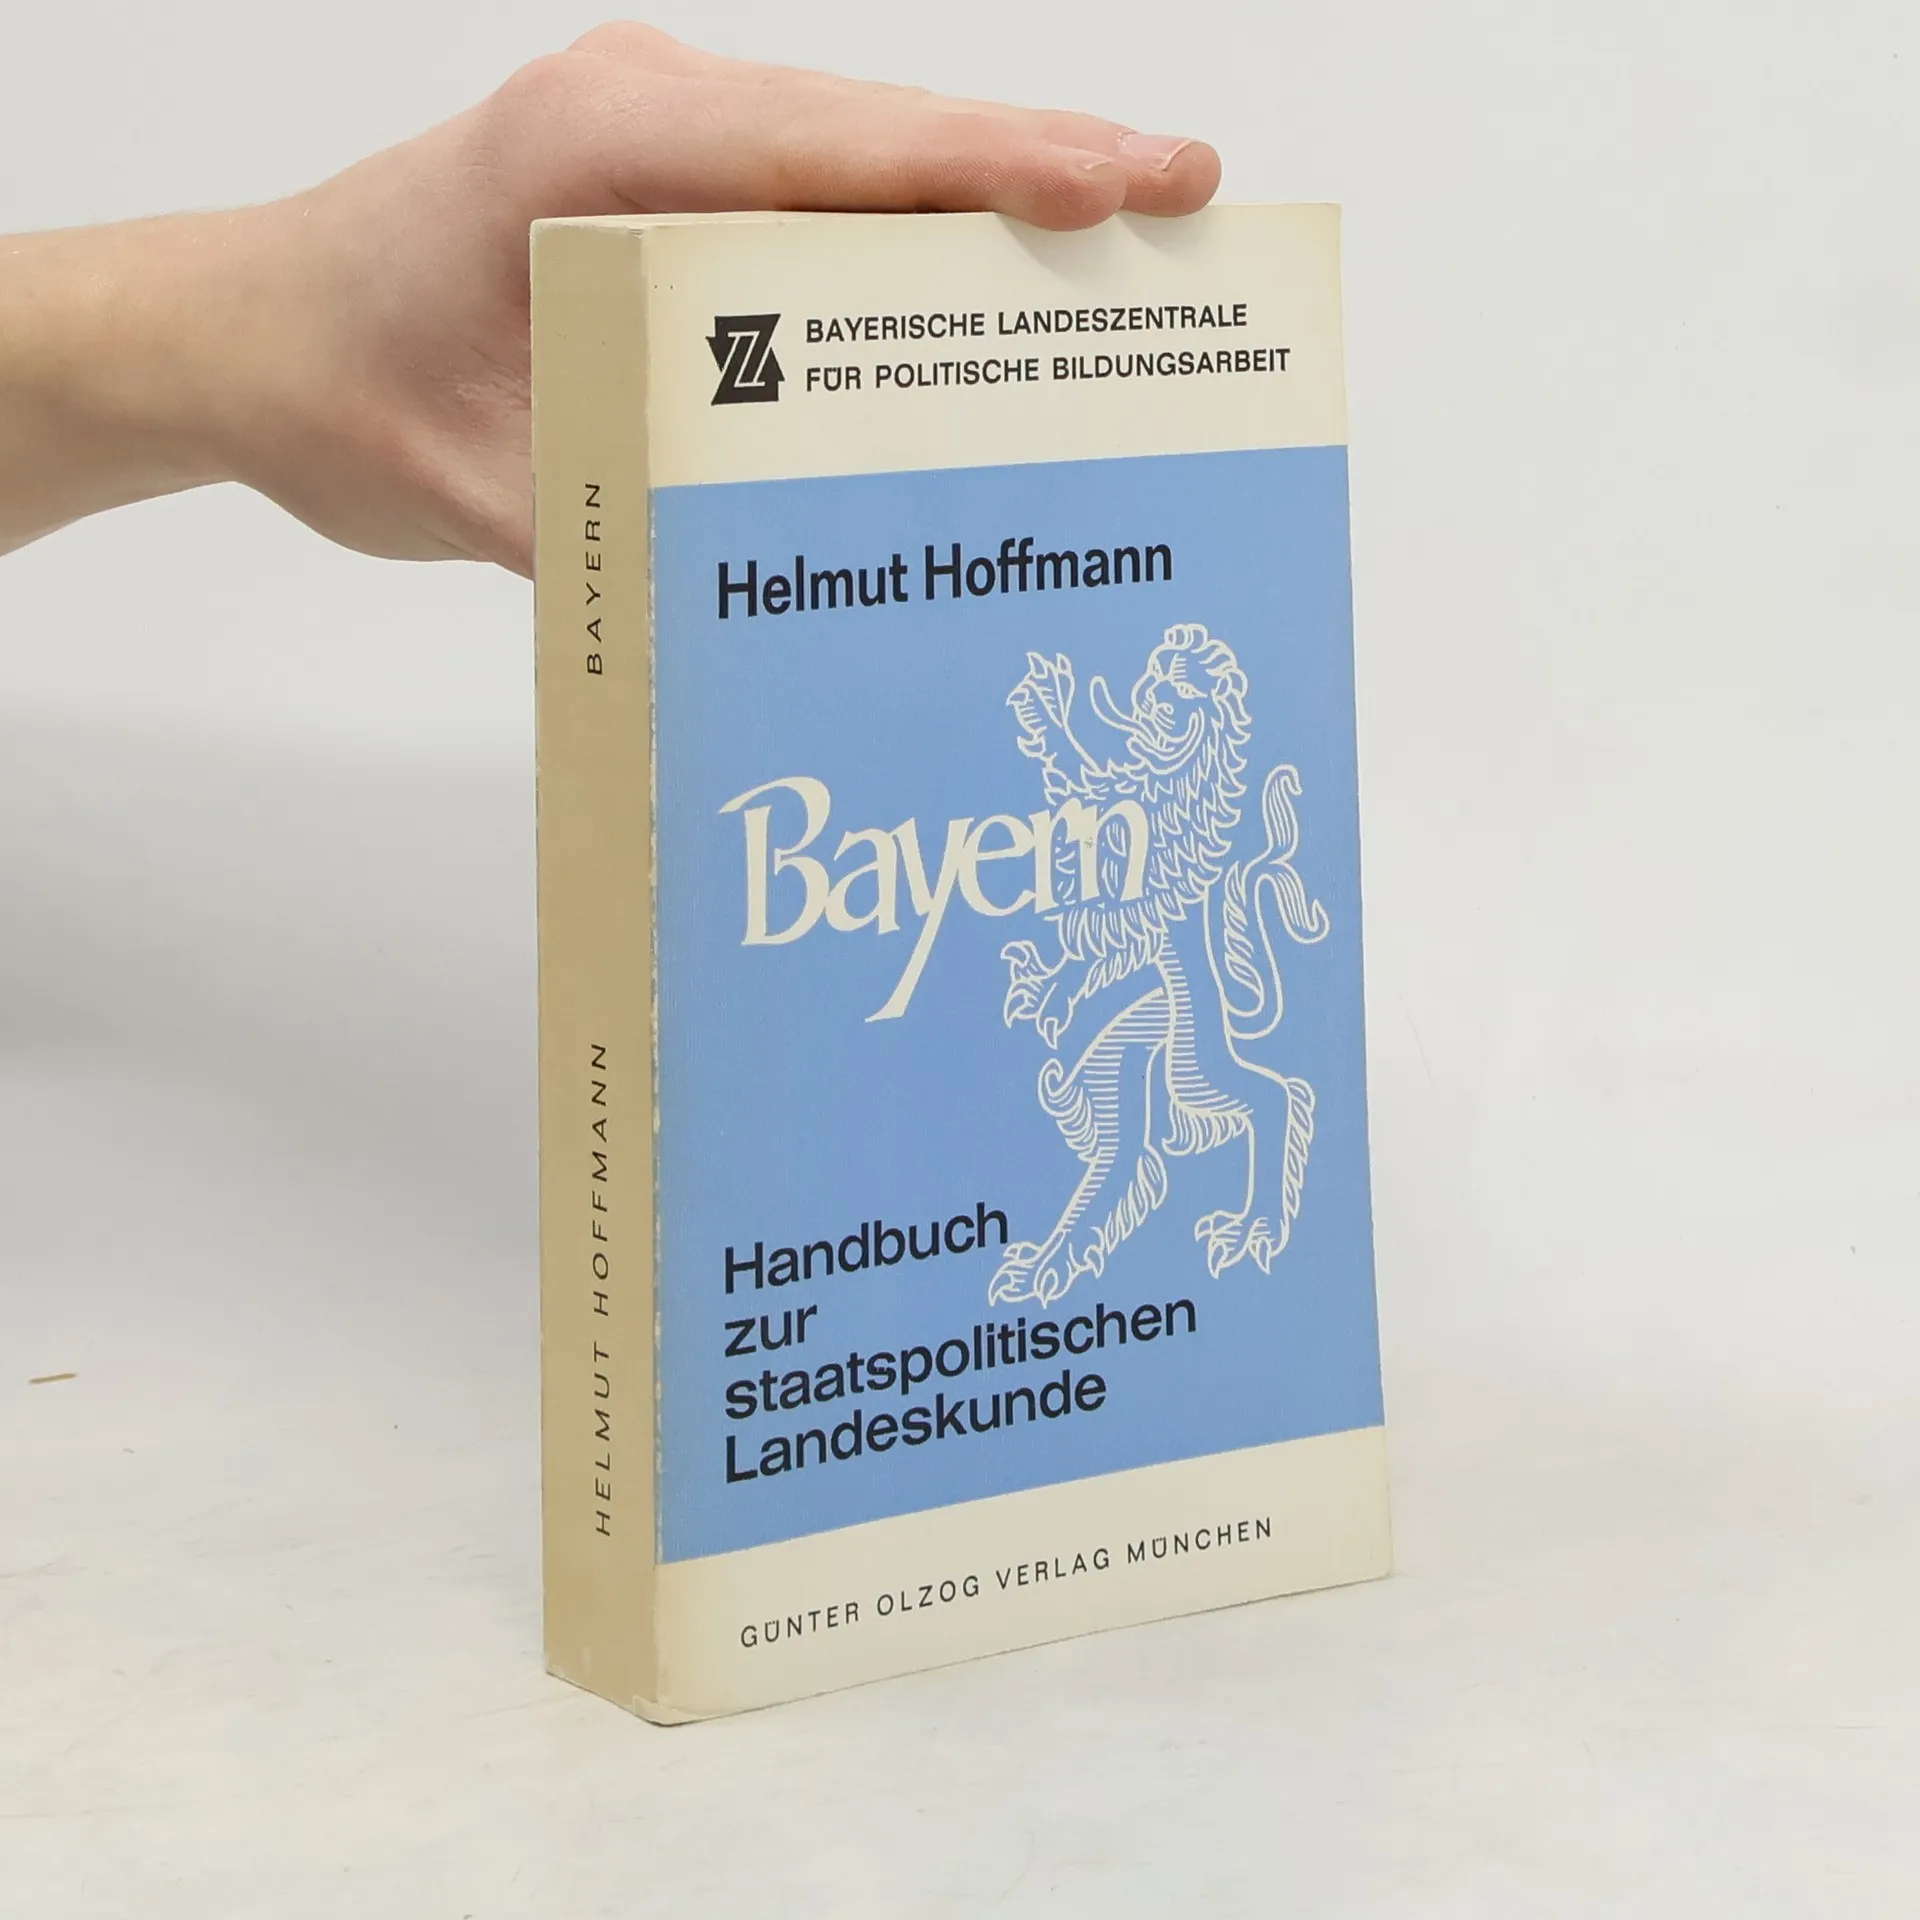 BAYERISCHE LANDESZENTRALE
FÜR POLITISCHE BILDUNGSARBEIT
Helmut Hoffmann
Bayern
Handbuch
zur
staatspolitischen
Landeskunde
GÜNTER OLZOG VERLAG MÜNCHEN
HELMUT HOFFMANN
BAYERN